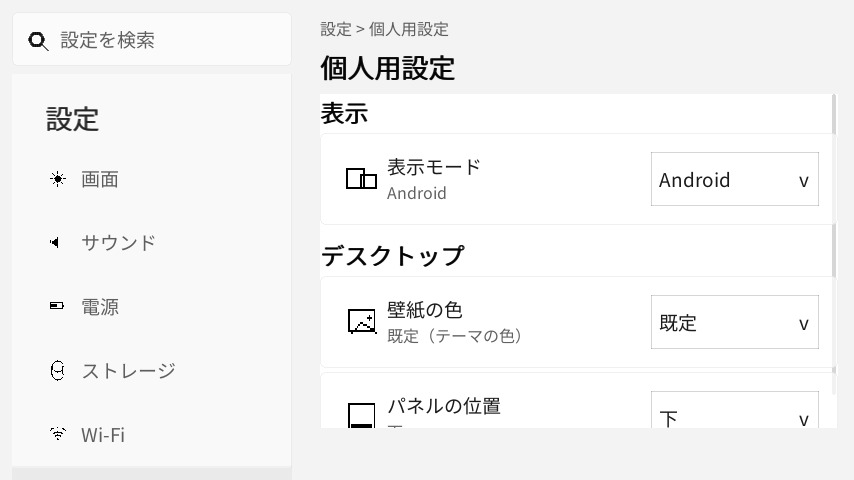 設定を検索
設定
画面
サウンド
電源
ストレージ
Wi-Fi
設定 > 個人用設定
個人用設定
表示
表示モード
Android
Android v
デスクトップ
壁紙の色
既定（テーマの色）
既定 v
パネルの位置
下 v